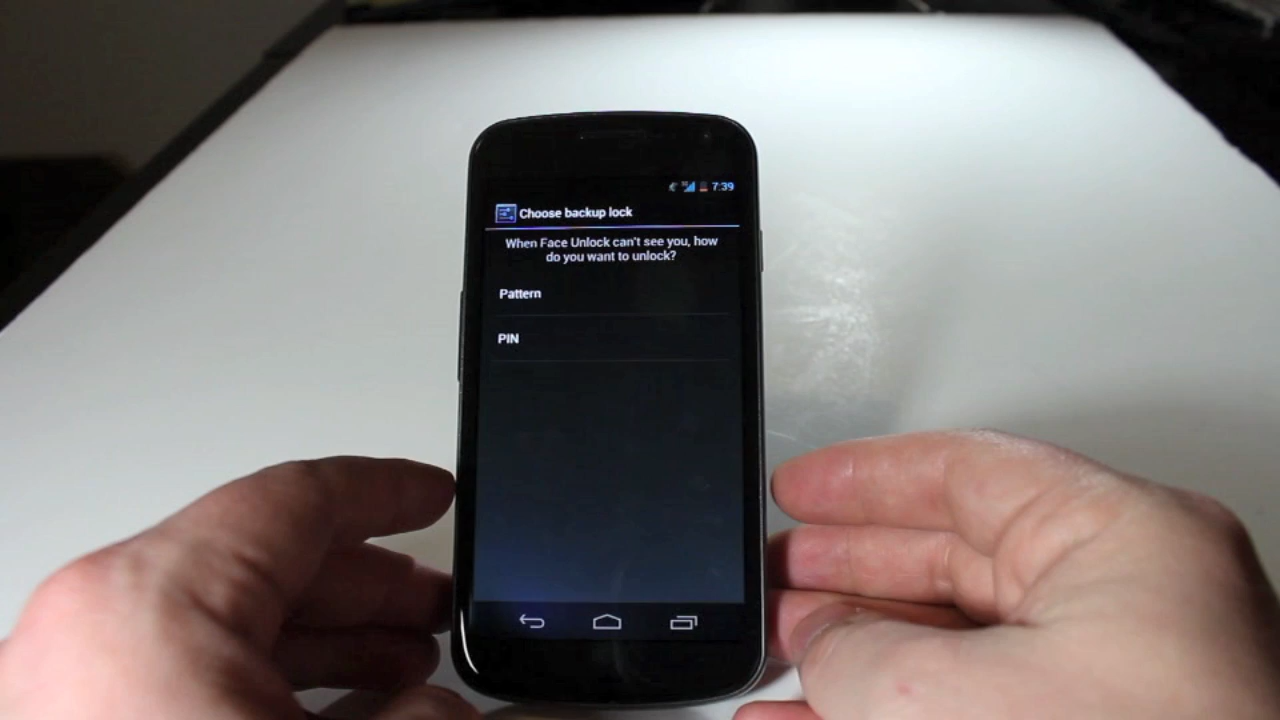 7:39
Choose backup lock
When Face Unlock can't see you, how
do you want to unlock?
Pattern
PIN